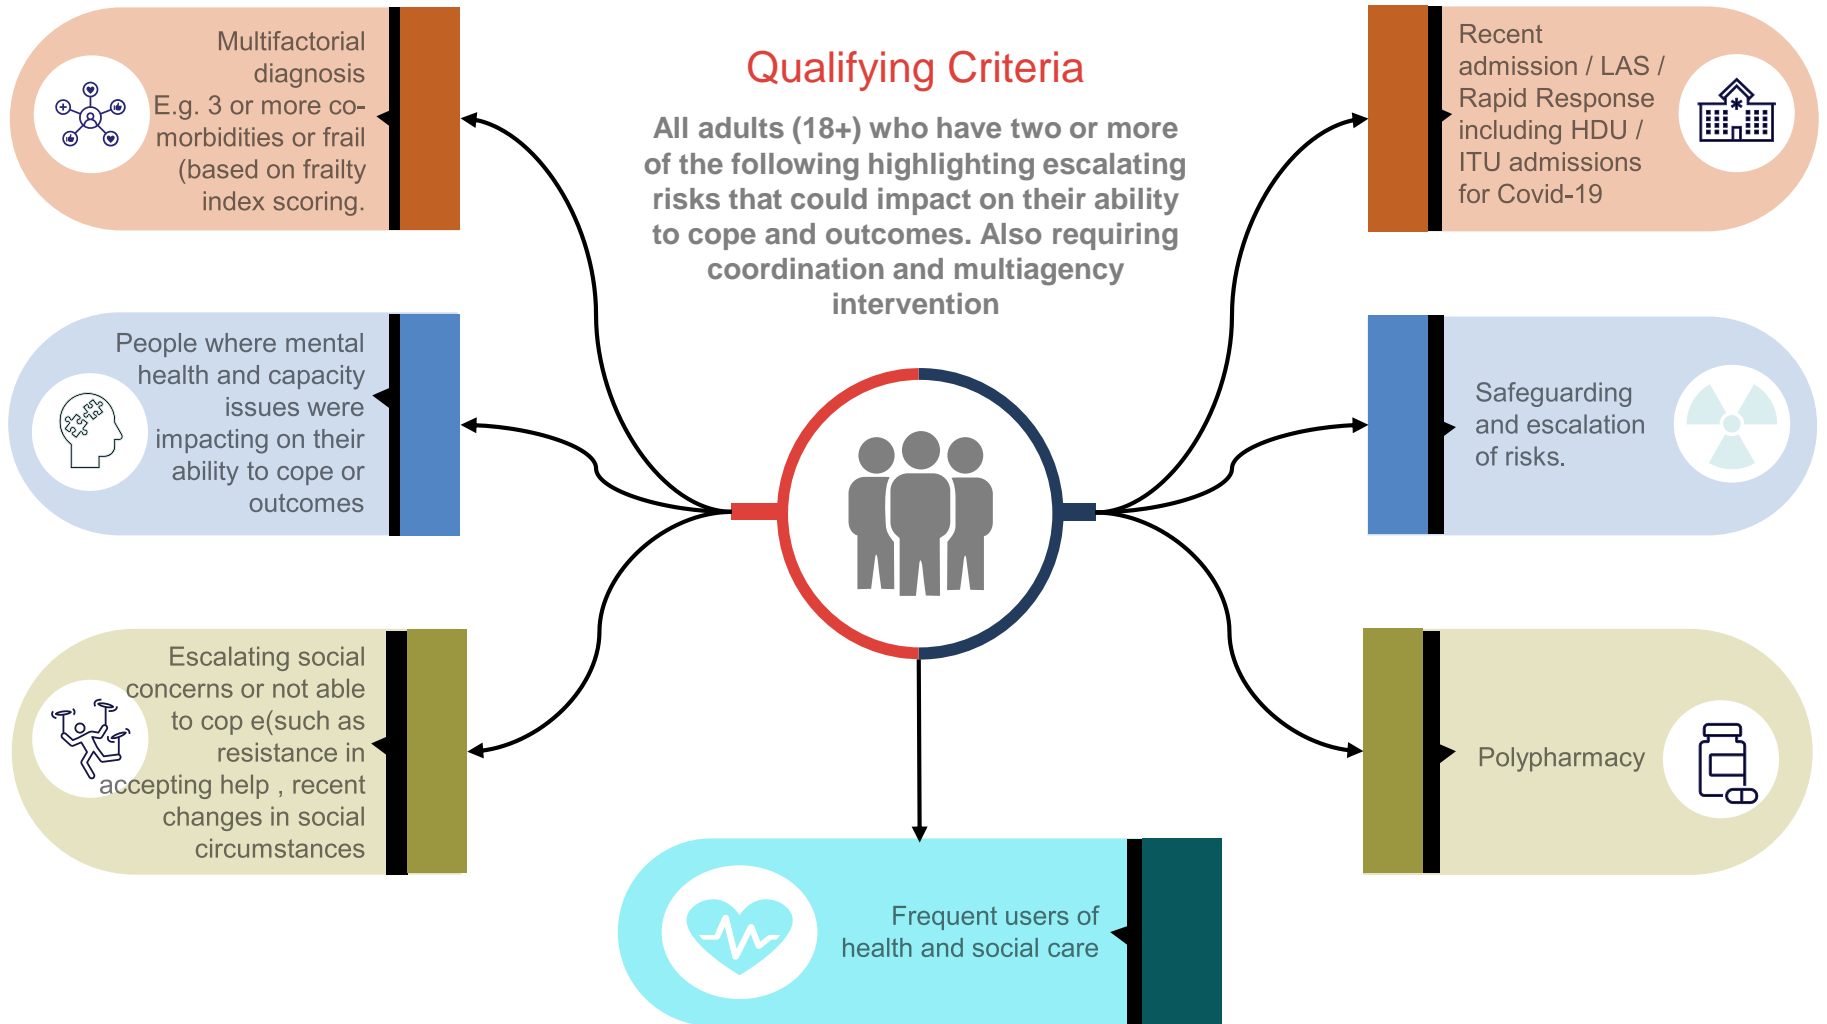 Qualifying Criteria
All adults (18+) who have two or more
of the following highlighting escalating
risks that could impact on their ability
to cope and outcomes. Also requiring
coordination and multiagency
intervention
Multifactorial
diagnosis
E.g. 3 or more co-
morbidities or frail
(based on frailty
index scoring.
People where mental
health and capacity
issues were
impacting on their
ability to cope or
outcomes
Escalating social
concerns or not able
to cop e(such as
resistance in
accepting help , recent
changes in social
circumstances
Frequent users of
health and social care
Recent
admission / LAS /
Rapid Response
including HDU /
ITU admissions
for Covid-19
Safeguarding
and escalation
of risks.
Polypharmacy